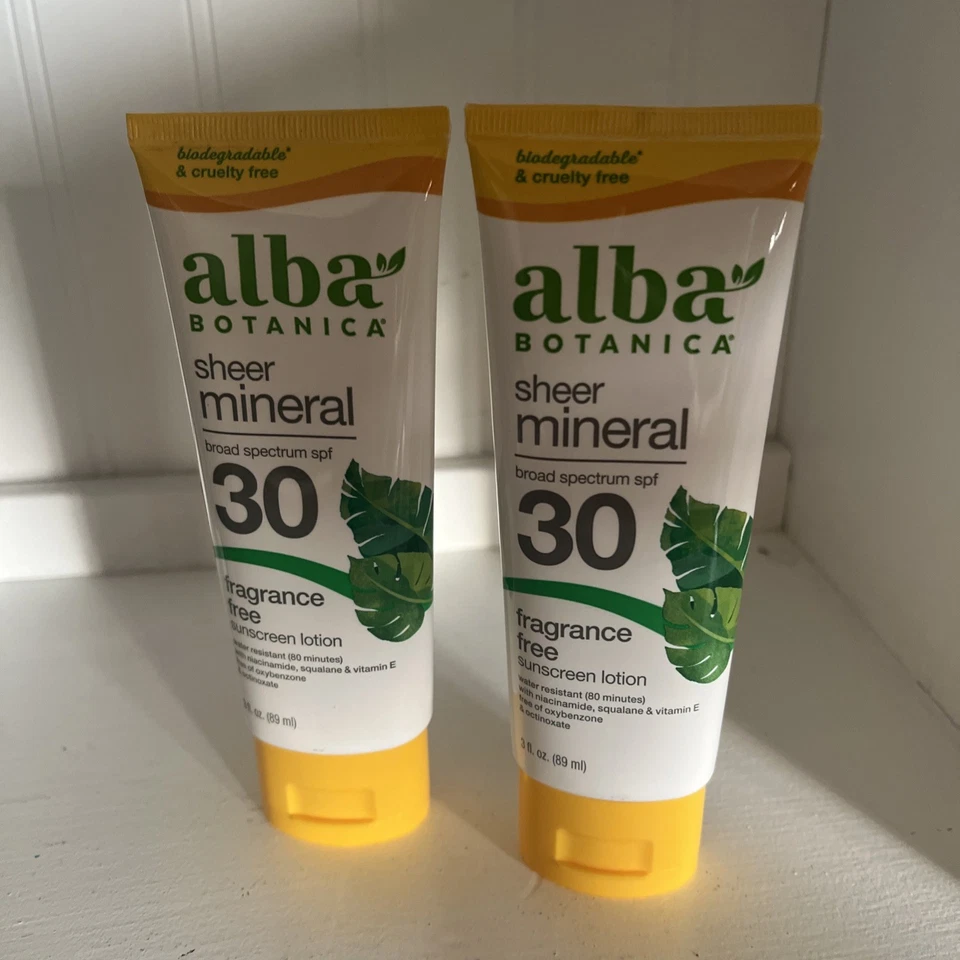 biodegradable*
& cruelty free
alba
BOTANICA®
sheer
mineral
broad spectrum spf
30
fragrance
free
sunscreen lotion
water resistant (80 minutes)
with niacinamide, squalane & vitamin E
free of oxybenzone
& octinoxate
fl. oz. (89 ml)
biodegradable*
& cruelty free
alba
BOTANICA®
sheer
mineral
broad spectrum spf
30
fragrance
free
sunscreen lotion
water resistant (80 minutes)
with niacinamide, squalane & vitamin E
free of oxybenzone
& octinoxate
3 fl. oz. (89 ml)